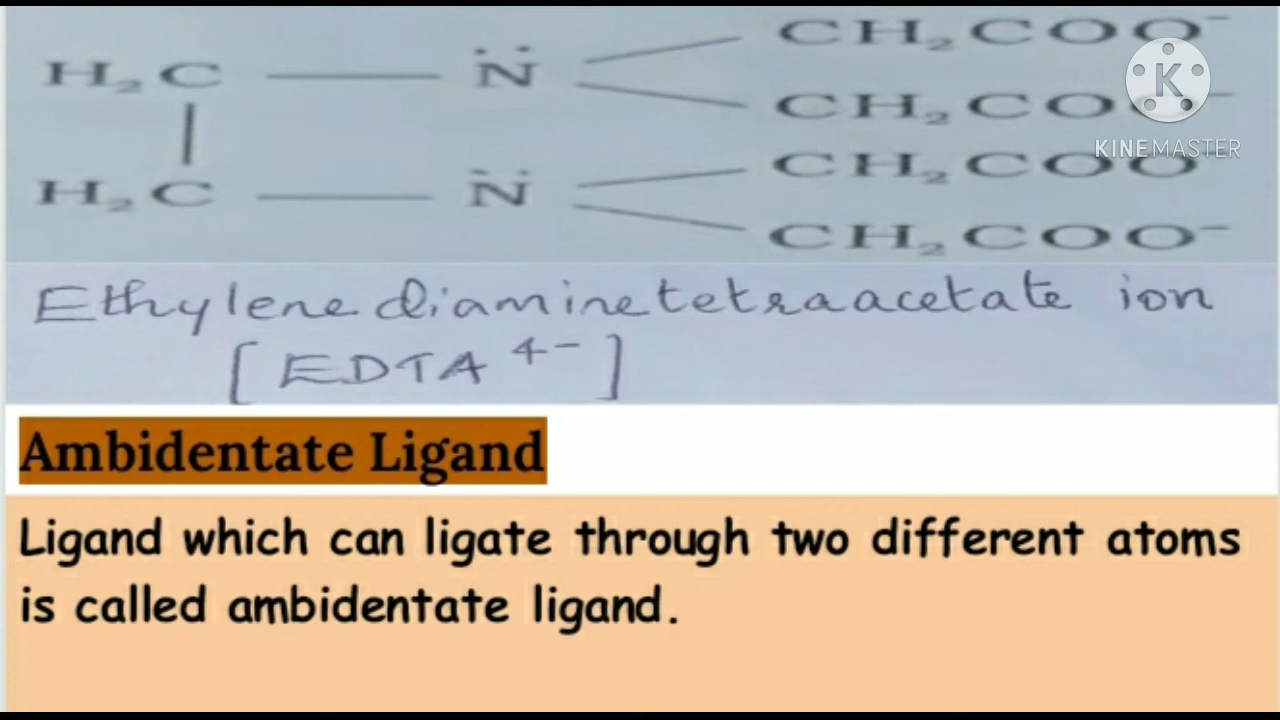 CH₂COO⁻
H₂C — N̈
CH₂COO⁻
K
KINEMASTER
CH₂COO⁻
H₂C — N̈
CH₂COO⁻
Ethylenediaminetetraacetate ion
[EDTA⁴⁻]
Ambidentate Ligand
Ligand which can ligate through two different atoms
is called ambidentate ligand.